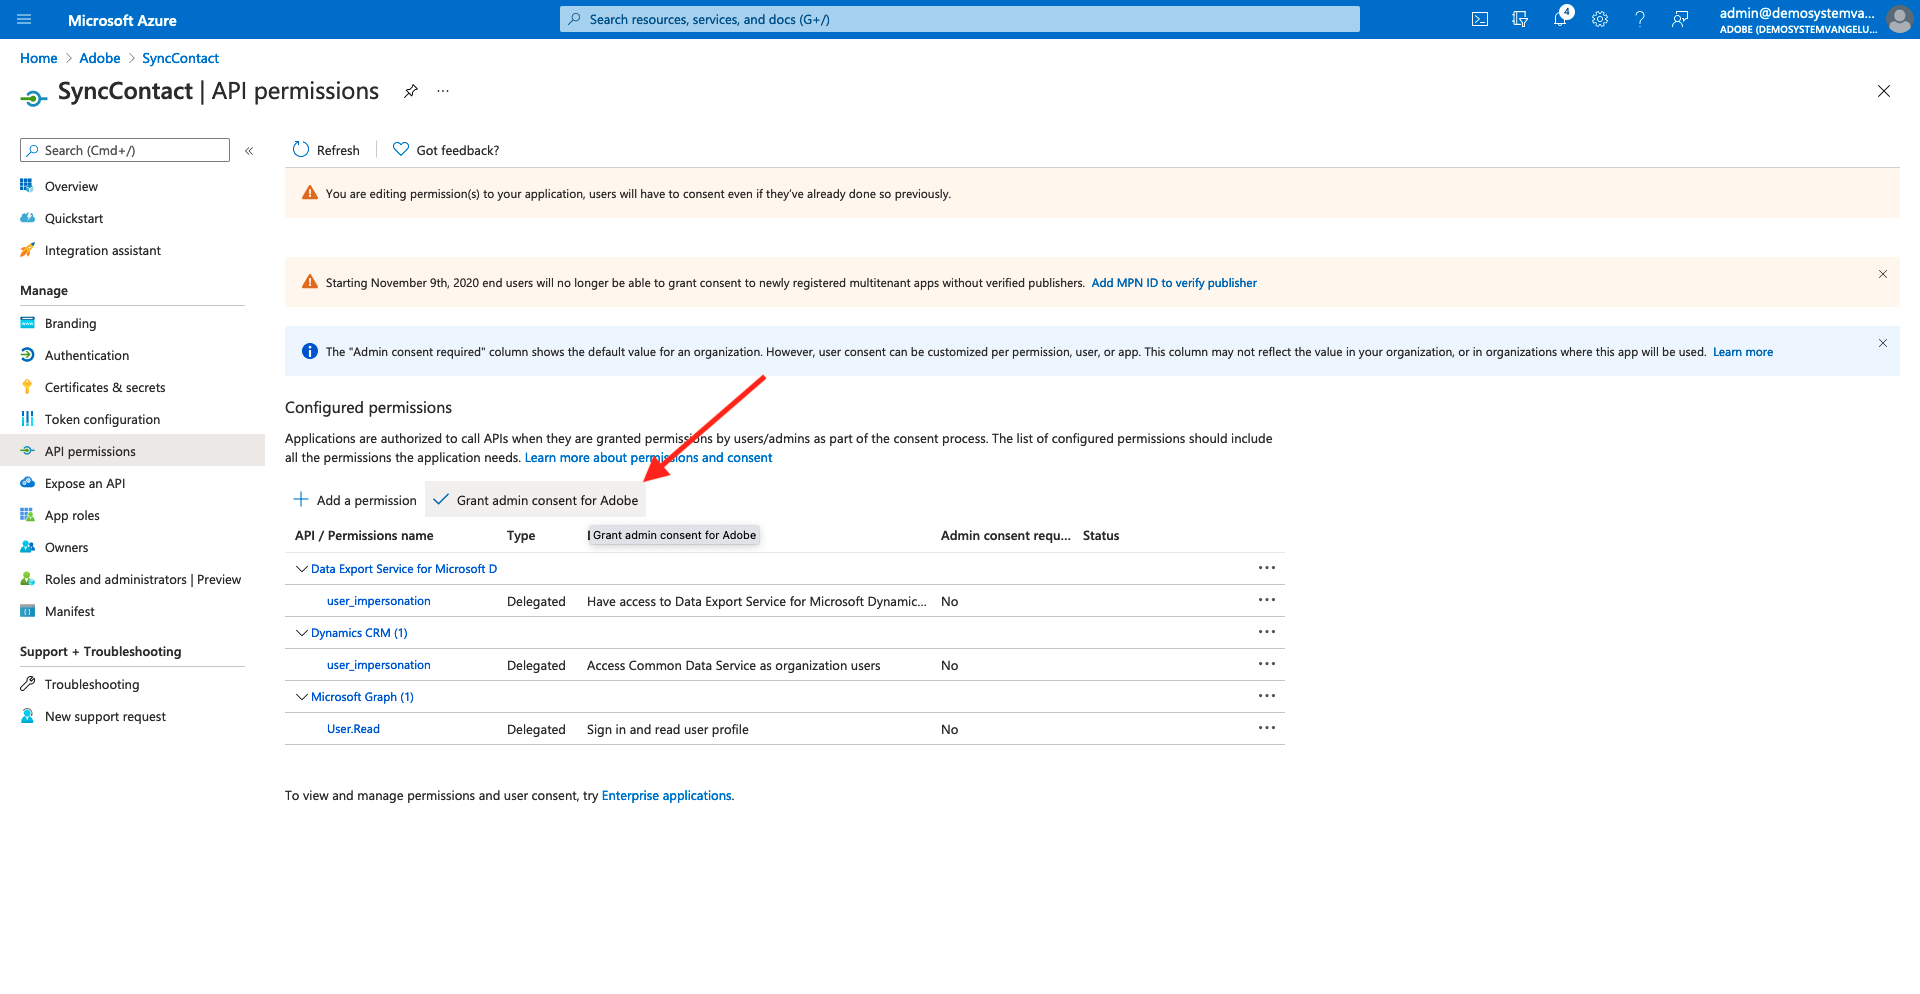 Microsoft Azure
Search resources, services, and docs (G+/)
4
admin@demosystemva...
ADOBE (DEMOSYSTEMVANGELU...
Home > Adobe > SyncContact
SyncContact | API permissions
...
Search (Cmd+/)
«
Overview
Quickstart
Integration assistant
Manage
Branding
Authentication
Certificates & secrets
Token configuration
API permissions
Expose an API
App roles
Owners
Roles and administrators | Preview
Manifest
Support + Troubleshooting
Troubleshooting
New support request
Refresh
Got feedback?
You are editing permission(s) to your application, users will have to consent even if they've already done so previously.
Starting November 9th, 2020 end users will no longer be able to grant consent to newly registered multitenant apps without verified publishers. Add MPN ID to verify publisher
The "Admin consent required" column shows the default value for an organization. However, user consent can be customized per permission, user, or app. This column may not reflect the value in your organization, or in organizations where this app will be used. Learn more
Configured permissions
Applications are authorized to call APIs when they are granted permissions by users/admins as part of the consent process. The list of configured permissions should include
all the permissions the application needs. Learn more about permissions and consent
Add a permission
Grant admin consent for Adobe
API / Permissions name Type Admin consent requ... Status
Grant admin consent for Adobe
Data Export Service for Microsoft D
user_impersonation Delegated Have access to Data Export Service for Microsoft Dynamic... No
Dynamics CRM (1)
user_impersonation Delegated Access Common Data Service as organization users No
Microsoft Graph (1)
User.Read Delegated Sign in and read user profile No
To view and manage permissions and user consent, try Enterprise applications.